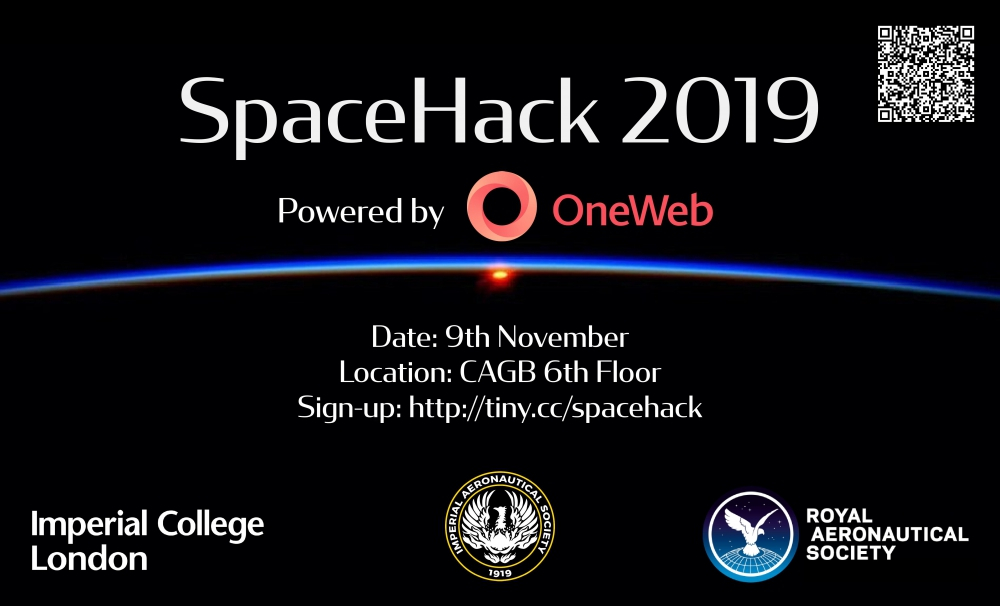 SpaceHack 2019
Powered by OneWeb
Date: 9th November
Location: CAGB 6th Floor
Sign-up: http://tiny.cc/spacehack
Imperial College
London
IMPERIAL AERONAUTICAL SOCIETY
1919
ROYAL
AERONAUTICAL
SOCIETY